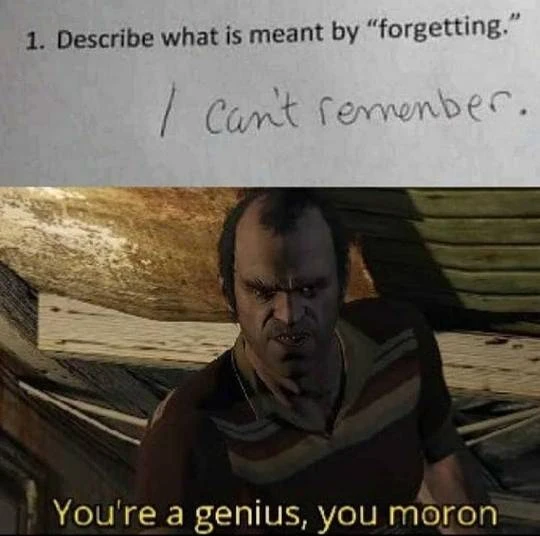 1. Describe what is meant by “forgetting.”
I can't remember.
You're a genius, you moron